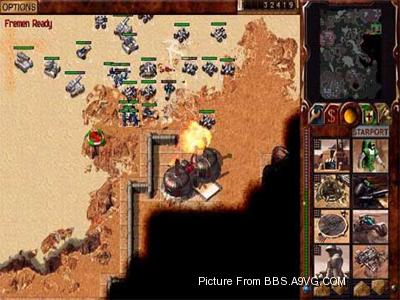 OPTIONS
32419
Fremen Ready
STARPORT
Picture From BBS.A9VG.COM